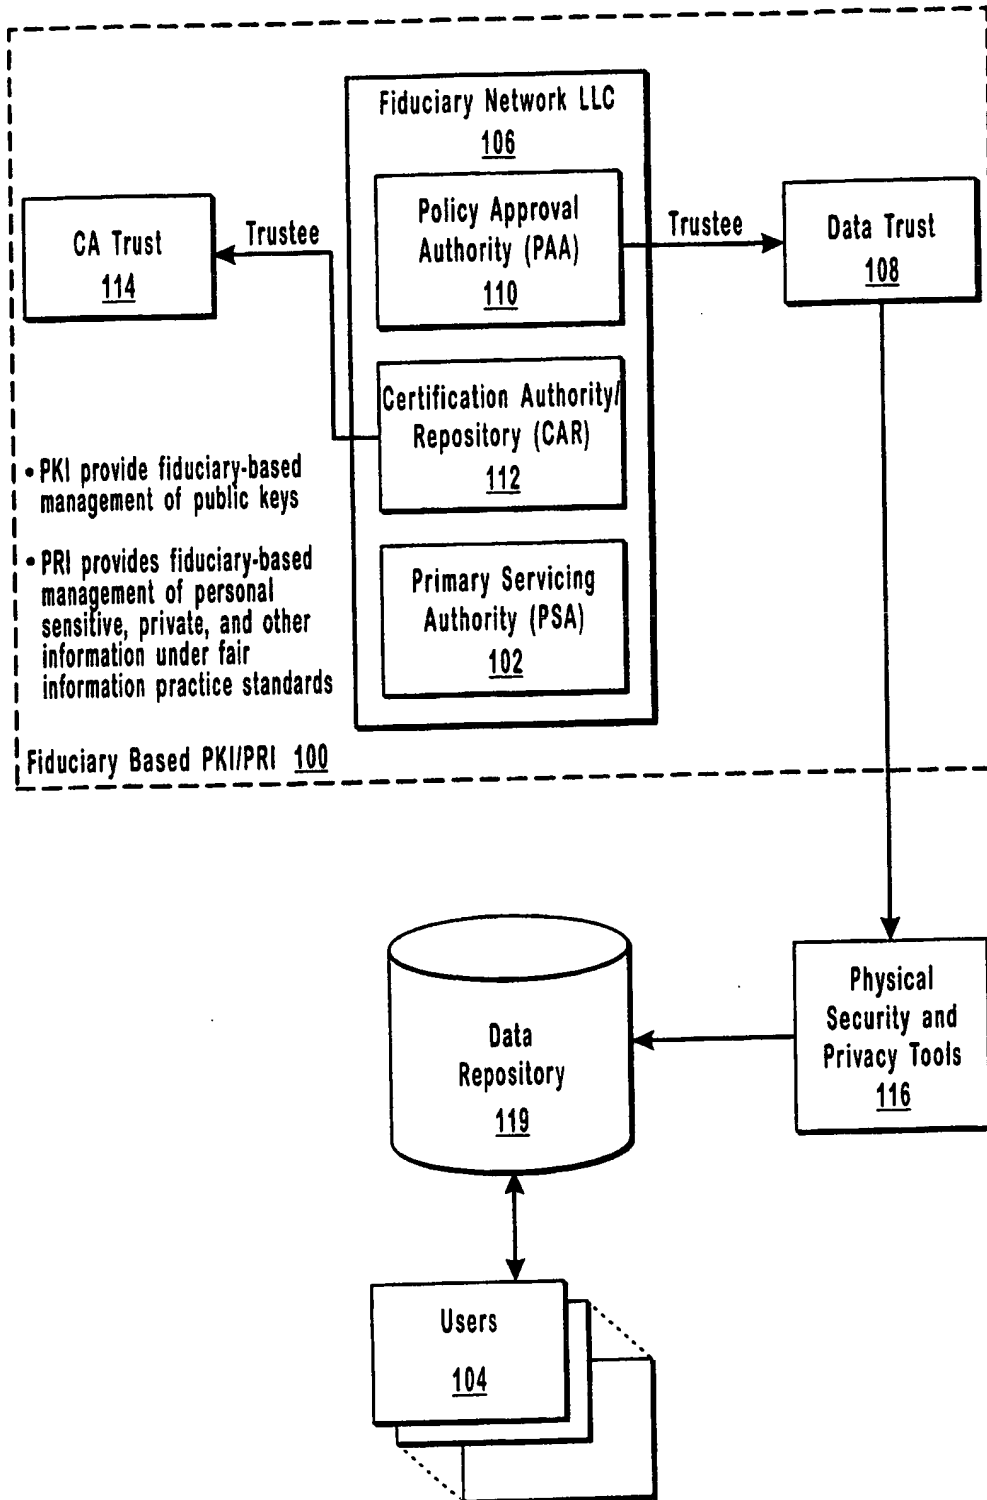 Fiduciary Network LLC
106
Policy Approval
Authority (PAA)
110
CA Trust
114
Trustee
Trustee
Data Trust
108
Certification Authority/
Repository (CAR)
112
• PKI provide fiduciary-based
management of public keys
• PRI provides fiduciary-based
management of personal
sensitive, private, and other
information under fair
information practice standards
Primary Servicing
Authority (PSA)
102
Fiduciary Based PKI/PRI 100
Data
Repository
119
Physical
Security and
Privacy Tools
116
Users
104